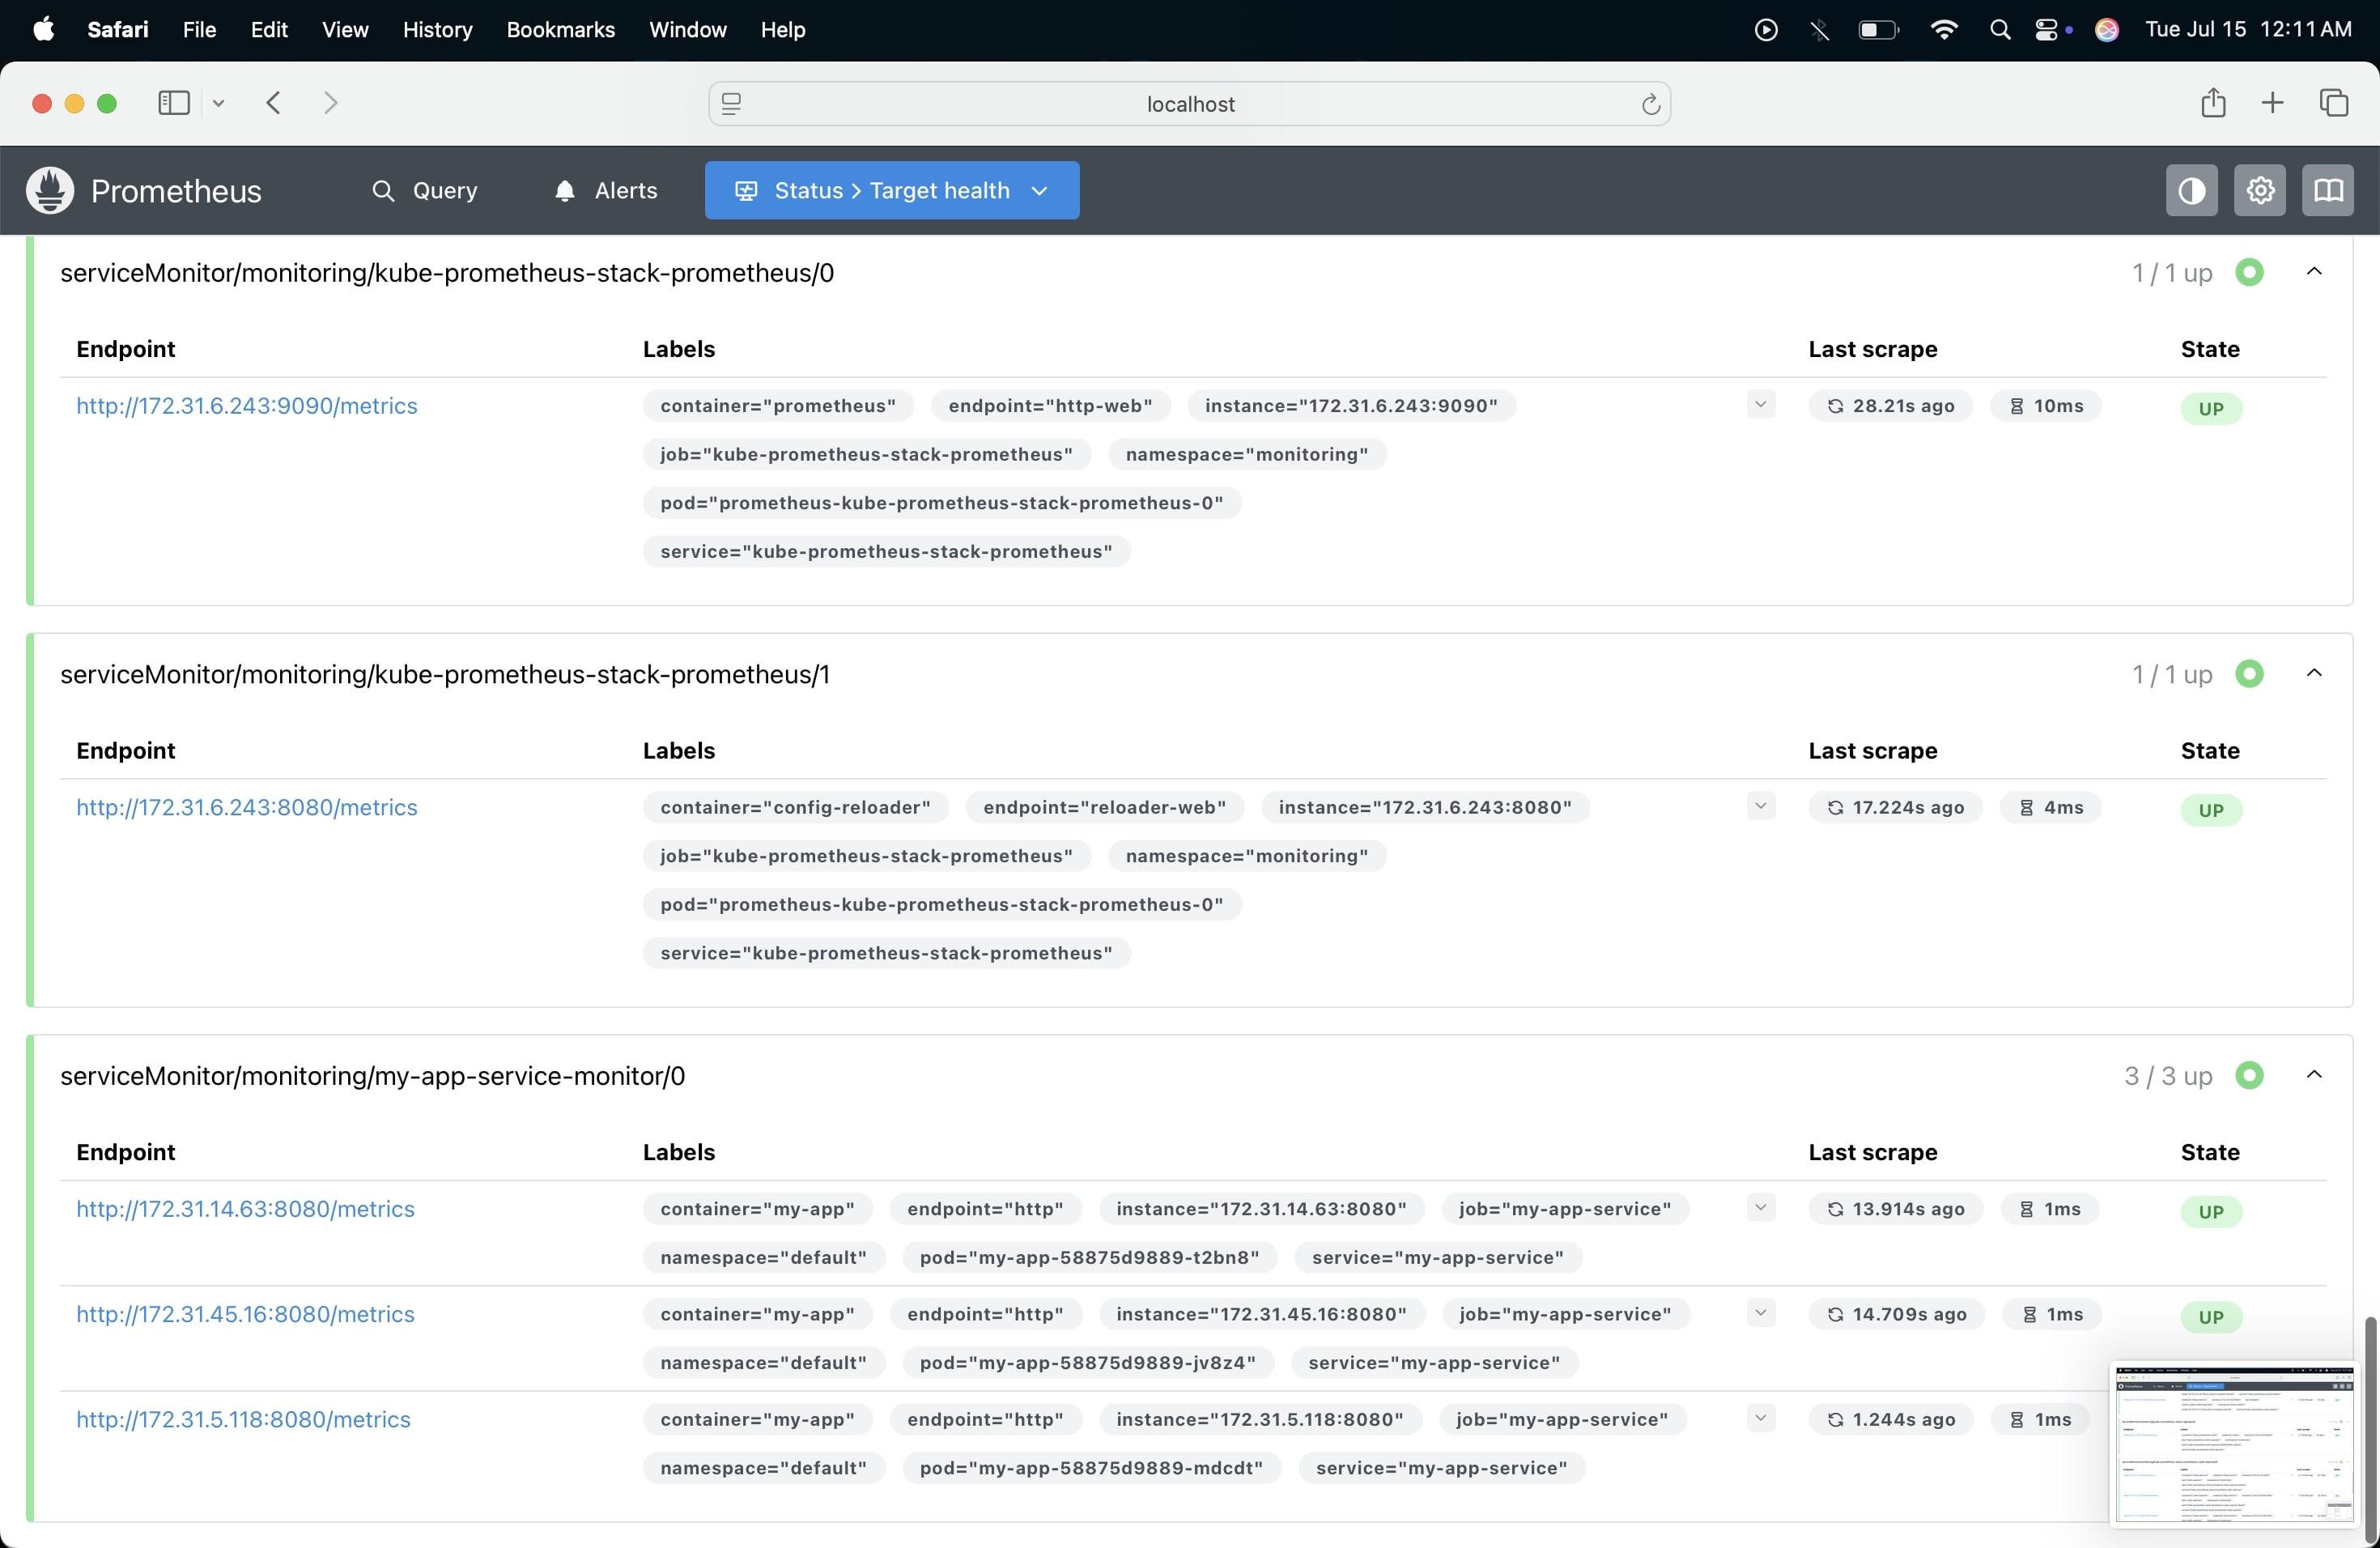 Safari File Edit View History Bookmarks Window Help Tue Jul 15 12:11 AM
localhost
Prometheus Query Alerts Status > Target health
serviceMonitor/monitoring/kube-prometheus-stack-prometheus/0 1 / 1 up
Endpoint Labels Last scrape State
http://172.31.6.243:9090/metrics container="prometheus" endpoint="http-web" instance="172.31.6.243:9090" 28.21s ago 10ms UP
job="kube-prometheus-stack-prometheus" namespace="monitoring"
pod="prometheus-kube-prometheus-stack-prometheus-0"
service="kube-prometheus-stack-prometheus"
serviceMonitor/monitoring/kube-prometheus-stack-prometheus/1 1 / 1 up
Endpoint Labels Last scrape State
http://172.31.6.243:8080/metrics container="config-reloader" endpoint="reloader-web" instance="172.31.6.243:8080" 17.224s ago 4ms UP
job="kube-prometheus-stack-prometheus" namespace="monitoring"
pod="prometheus-kube-prometheus-stack-prometheus-0"
service="kube-prometheus-stack-prometheus"
serviceMonitor/monitoring/my-app-service-monitor/0 3 / 3 up
Endpoint Labels Last scrape State
http://172.31.14.63:8080/metrics container="my-app" endpoint="http" instance="172.31.14.63:8080" job="my-app-service" 13.914s ago 1ms UP
namespace="default" pod="my-app-58875d9889-t2bn8" service="my-app-service"
http://172.31.45.16:8080/metrics container="my-app" endpoint="http" instance="172.31.45.16:8080" job="my-app-service" 14.709s ago 1ms UP
namespace="default" pod="my-app-58875d9889-jv8z4" service="my-app-service"
http://172.31.5.118:8080/metrics container="my-app" endpoint="http" instance="172.31.5.118:8080" job="my-app-service" 1.244s ago 1ms
namespace="default" pod="my-app-58875d9889-mdcdt" service="my-app-service"